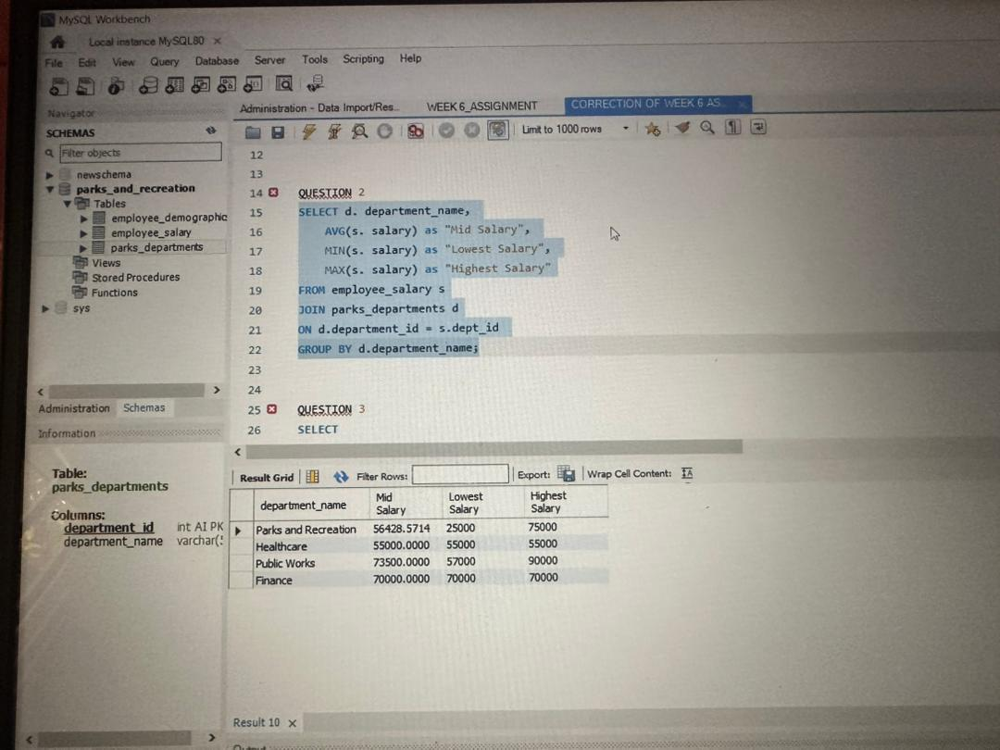 MySQL Workbench
Local instance MySQL80 ×
File Edit View Query Database Server Tools Scripting Help
Navigator
SCHEMAS
Filter objects
newschema
parks_and_recreation
Tables
employee_demographic
employee_salary
parks_departments
Views
Stored Procedures
Functions
sys
Administration Schemas
Information
Table:
parks_departments
Columns:
department_id int AI PK
department_name varchar(
Administration - Data Import/Res... WEEK 6_ASSIGNMENT CORRECTION OF WEEK 6 AS... ×
Limit to 1000 rows
12
13
14 QUESTION 2
15 SELECT d. department_name,
16 AVG(s. salary) as "Mid Salary",
17 MIN(s. salary) as "Lowest Salary",
18 MAX(s. salary) as "Highest Salary"
19 FROM employee_salary s
20 JOIN parks_departments d
21 ON d.department_id = s.dept_id
22 GROUP BY d.department_name;
23
24
25 QUESTION 3
26 SELECT
Result Grid Filter Rows: Export: Wrap Cell Content: IA
department_name Mid Salary Lowest Salary Highest Salary
Parks and Recreation 56428.5714 25000 75000
Healthcare 55000.0000 55000 55000
Public Works 73500.0000 57000 90000
Finance 70000.0000 70000 70000
Result 10 ×